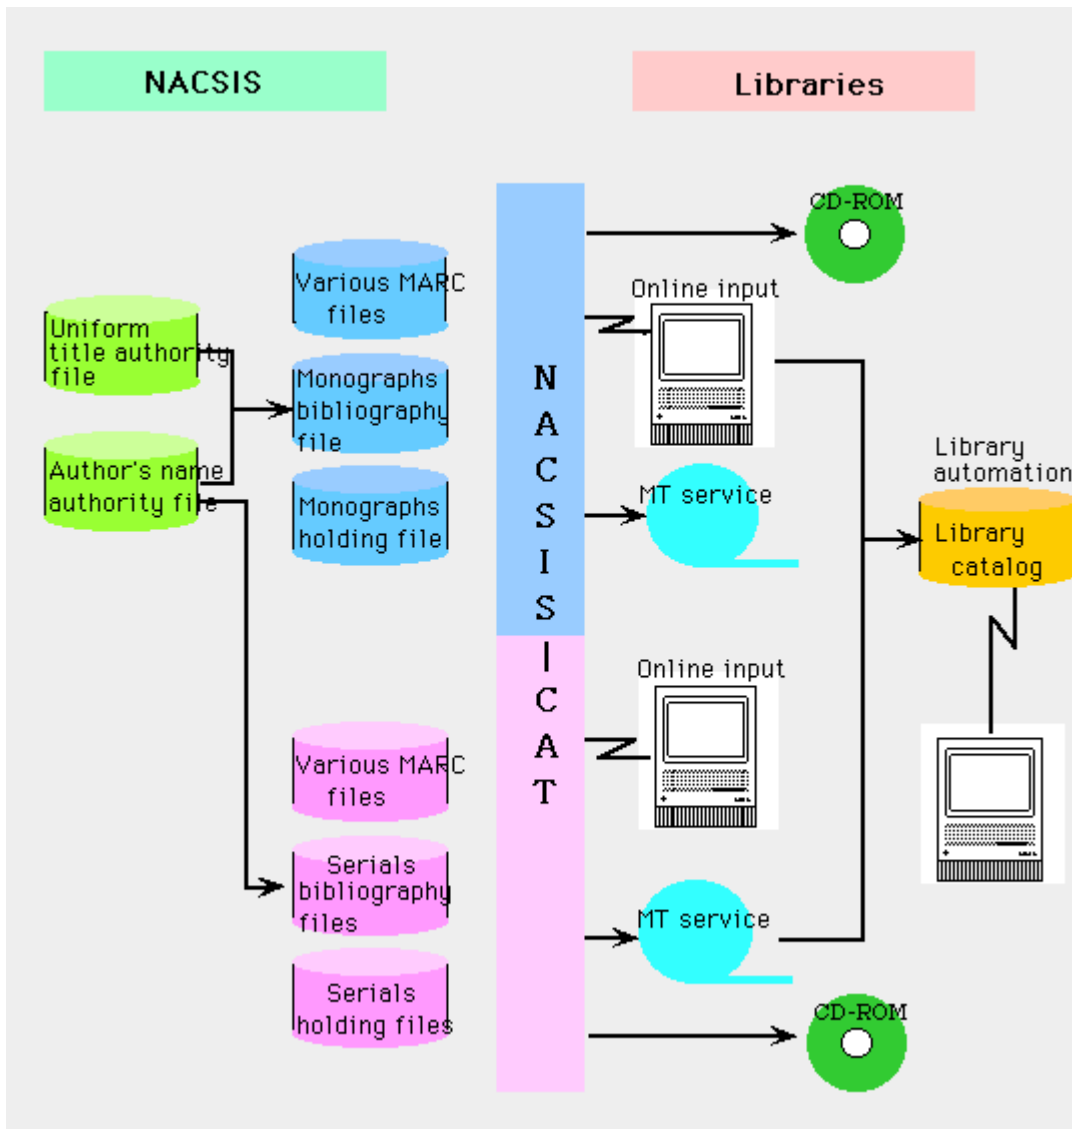 NACSIS
Libraries
CD-ROM
Various MARC
files
Online input
Uniform
title authority
file
Monographs
bibliography
file
Author's name
authority file
Monographs
holding file
MT service
Library
automation
Library
catalog
NACSIS|CAT
Online input
Various MARC
files
Serials
bibliography
files
MT service
Serials
holding files
CD-ROM